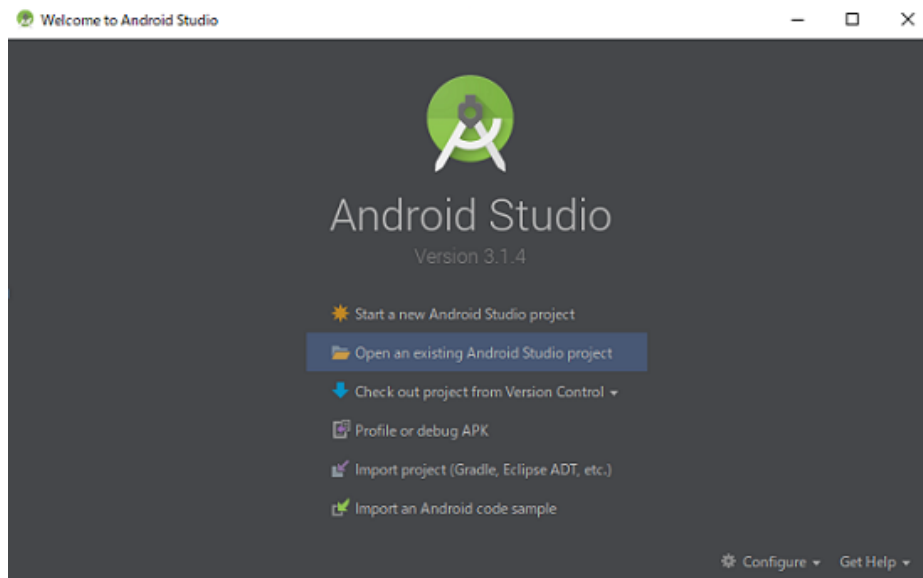 Welcome to Android Studio
Android Studio
Version 3.1.4
Start a new Android Studio project
Open an existing Android Studio project
Check out project from Version Control
Profile or debug APK
Import project (Gradle, Eclipse ADT, etc.)
Import an Android code sample
Configure Get Help